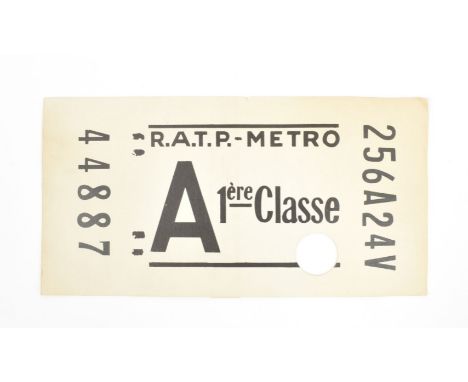 44887
R.A.T.P.-METRO
A 1ère Classe
256A24V